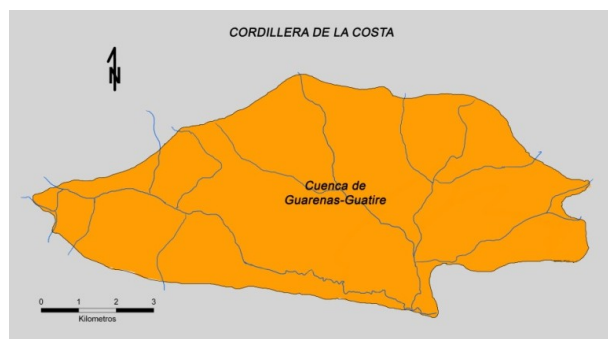 CORDILLERA DE LA COSTA
N
Cuenca de
Guarenas-Guatire
0 1 2 3
Kilometros